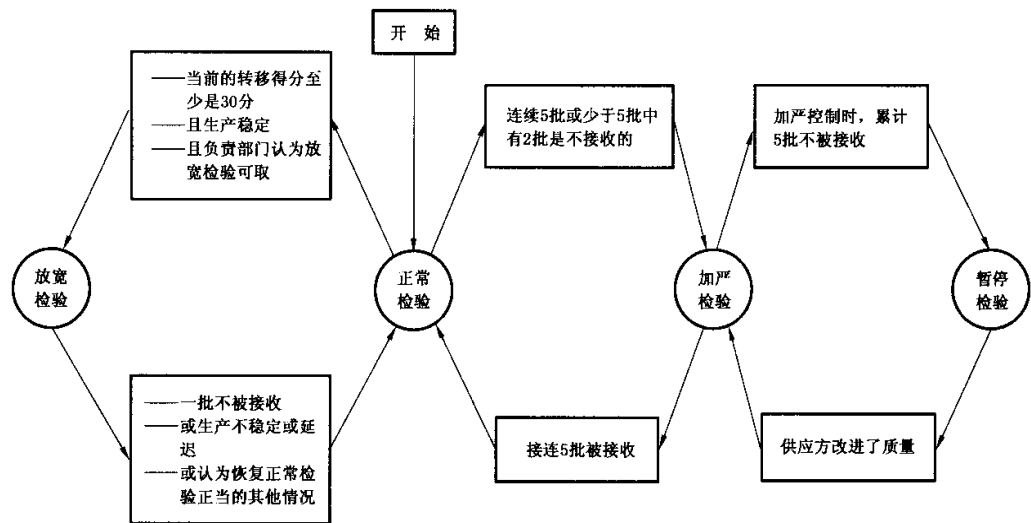 开 始
——当前的转移得分至
少是30分
——且生产稳定
——且负责部门认为放
宽检验可取
连续5批或少于5批中
有2批是不接收的
加严控制时，累计
5批不被接收
放宽
检验
正常
检验
加严
检验
暂停
检验
——一批不被接收
——或生产不稳定或延
迟
——或认为恢复正常检
验正当的其他情况
接连5批被接收
供应方改进了质量